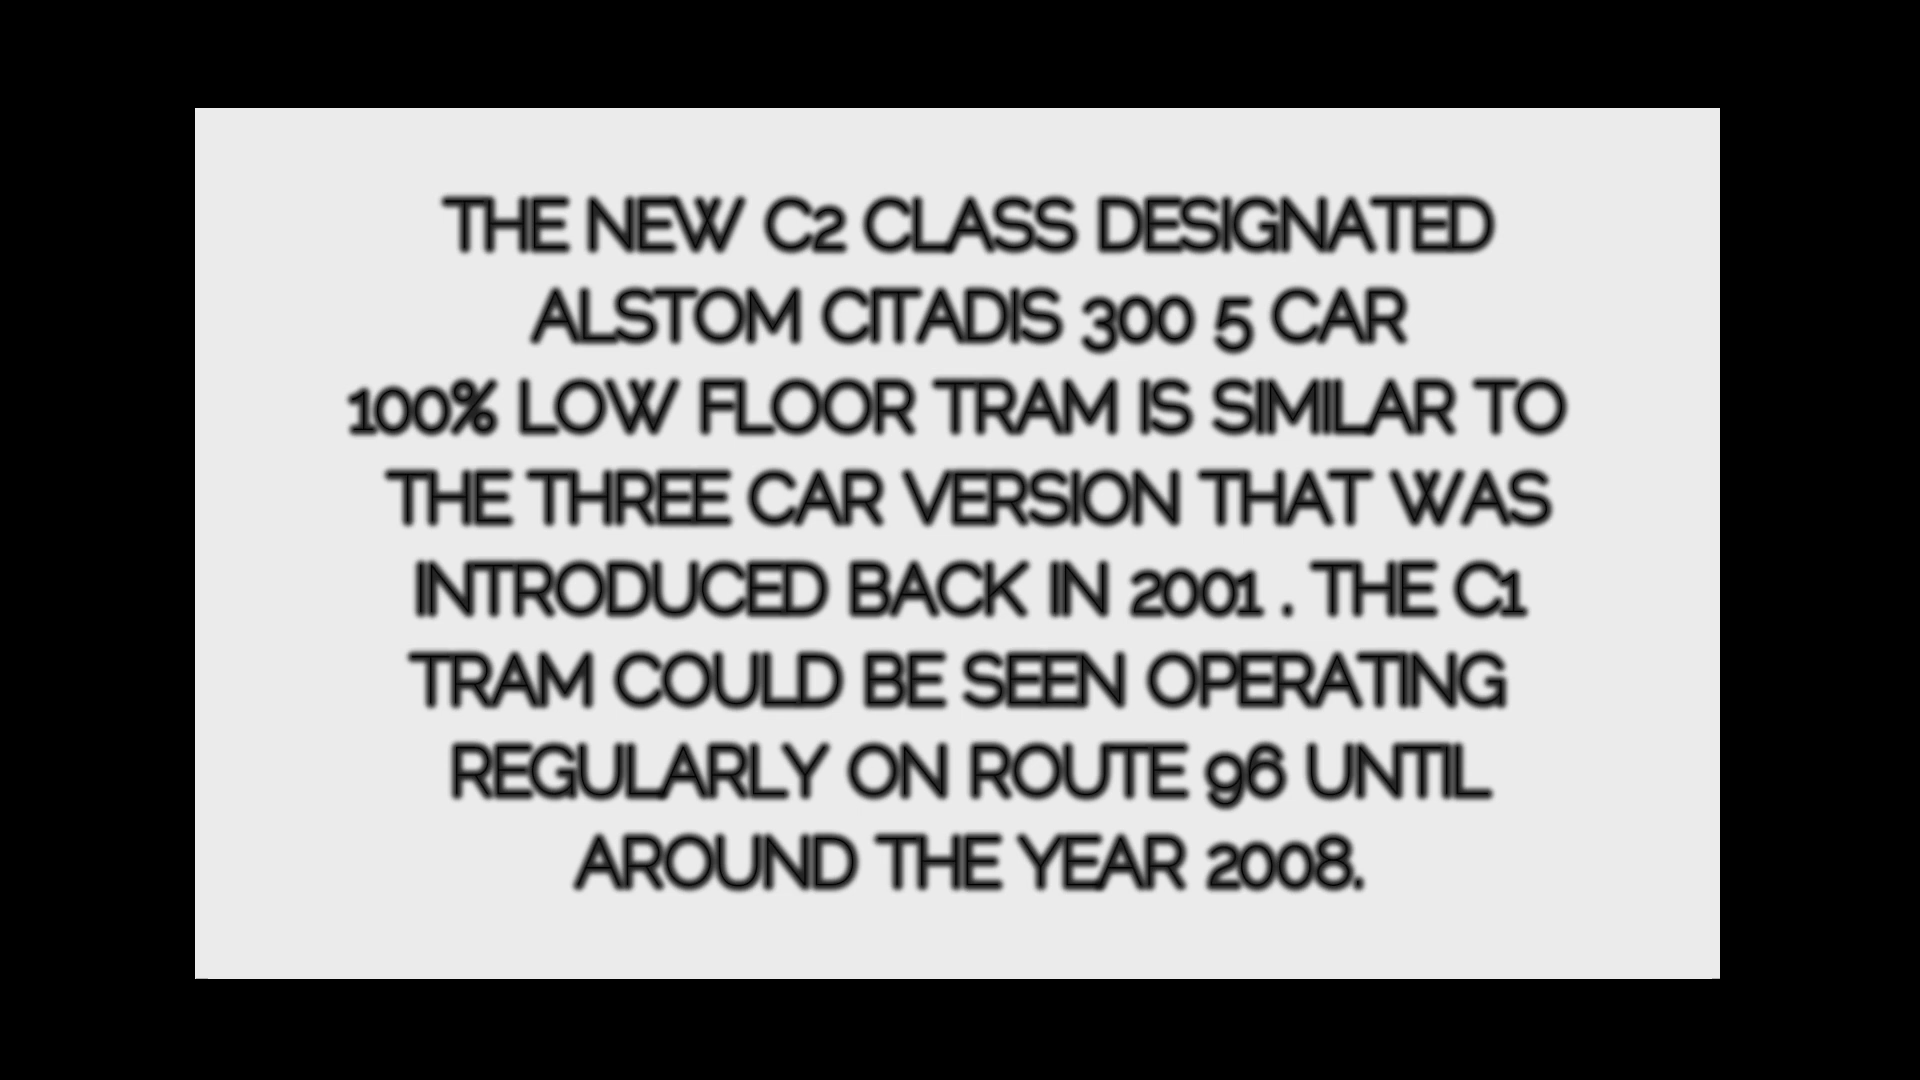 THE NEW C2 CLASS DESIGNATED
ALSTOM CITADIS 300 5 CAR
100% LOW FLOOR TRAM IS SIMILAR TO
THE THREE CAR VERSION THAT WAS
INTRODUCED BACK IN 2001 . THE C1
TRAM COULD BE SEEN OPERATING
REGULARLY ON ROUTE 96 UNTIL
AROUND THE YEAR 2008.